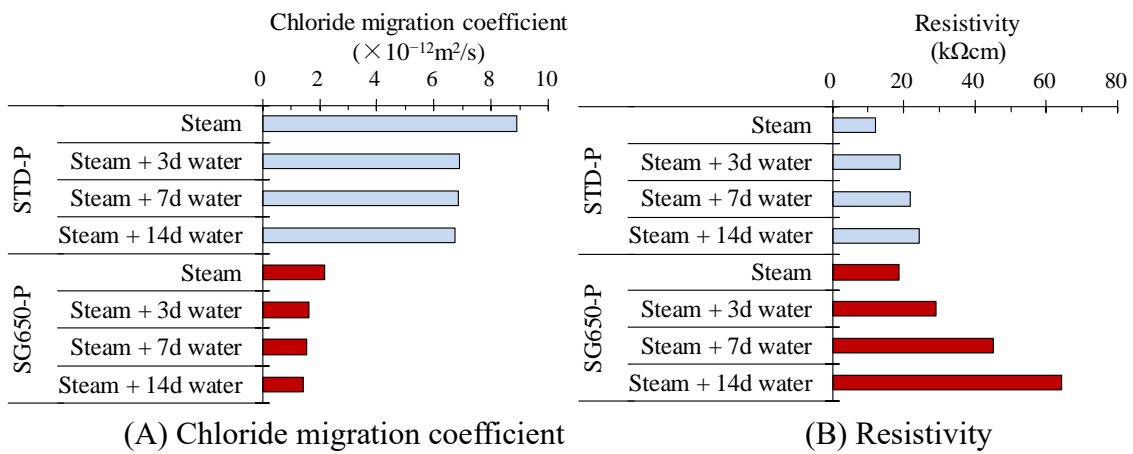 Chloride migration coefficient
(×10⁻¹²m²/s)
0 2 4 6 8 10
STD-P
Steam
Steam + 3d water
Steam + 7d water
Steam + 14d water
SG650-P
Steam
Steam + 3d water
Steam + 7d water
Steam + 14d water
(A) Chloride migration coefficient
Resistivity
(kΩcm)
0 20 40 60 80
STD-P
Steam
Steam + 3d water
Steam + 7d water
Steam + 14d water
SG650-P
Steam
Steam + 3d water
Steam + 7d water
Steam + 14d water
(B) Resistivity